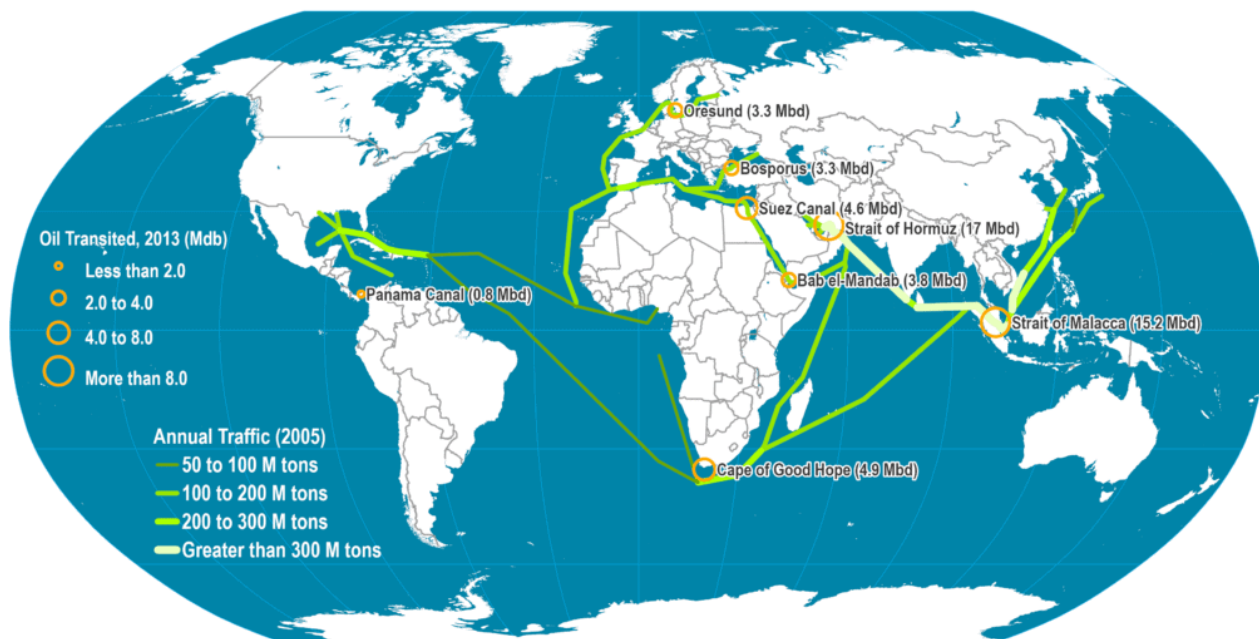 Oresund (3.3 Mbd)
Bosporus (3.3 Mbd)
Suez Canal (4.6 Mbd)
Strait of Hormuz (17 Mbd)
Bab el-Mandab (3.8 Mbd)
Panama Canal (0.8 Mbd)
Strait of Malacca (15.2 Mbd)
Cape of Good Hope (4.9 Mbd)
Oil Transited, 2013 (Mdb)
Less than 2.0
2.0 to 4.0
4.0 to 8.0
More than 8.0
Annual Traffic (2005)
50 to 100 M tons
100 to 200 M tons
200 to 300 M tons
Greater than 300 M tons